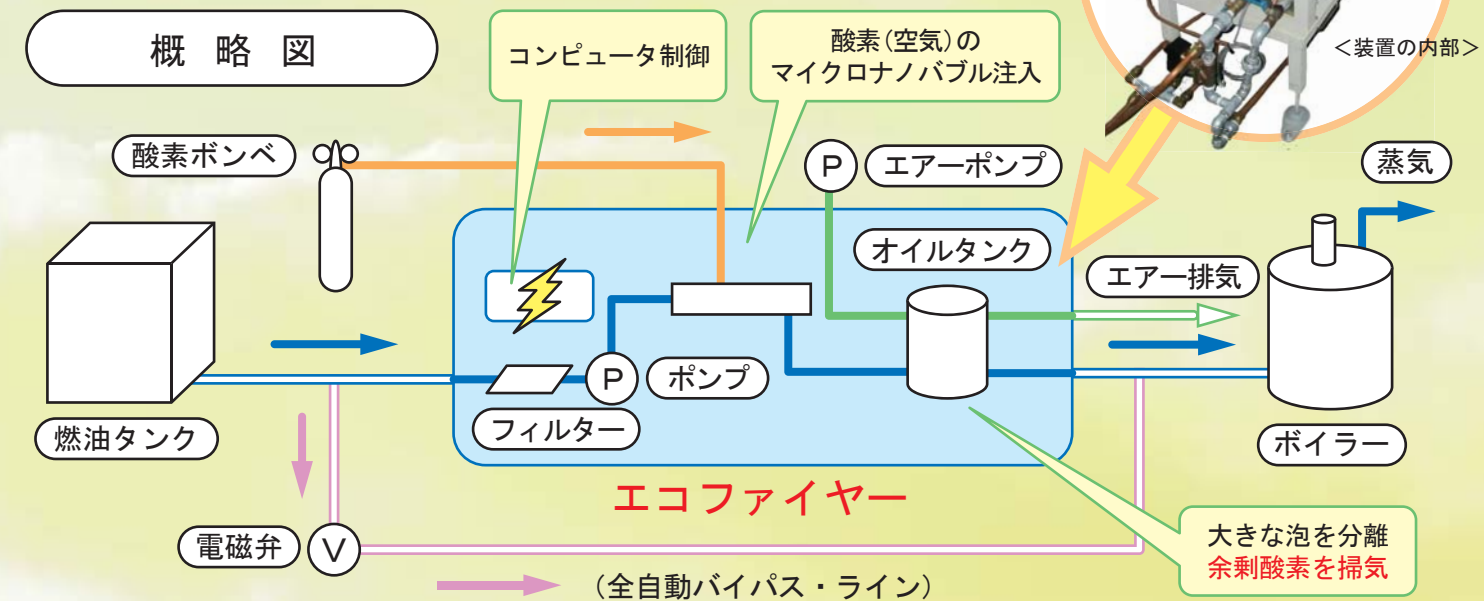 概略図
コンピュータ制御
酸素(空気)の
マイクロナノバブル注入
<装置の内部>
酸素ボンベ
P
エアーポンプ
蒸気
オイルタンク
エアー排気
P
ポンプ
フィルター
燃油タンク
ボイラー
エコファイヤー
電磁弁
V
大きな泡を分離
余剰酸素を掃気
(全自動バイパス・ライン)